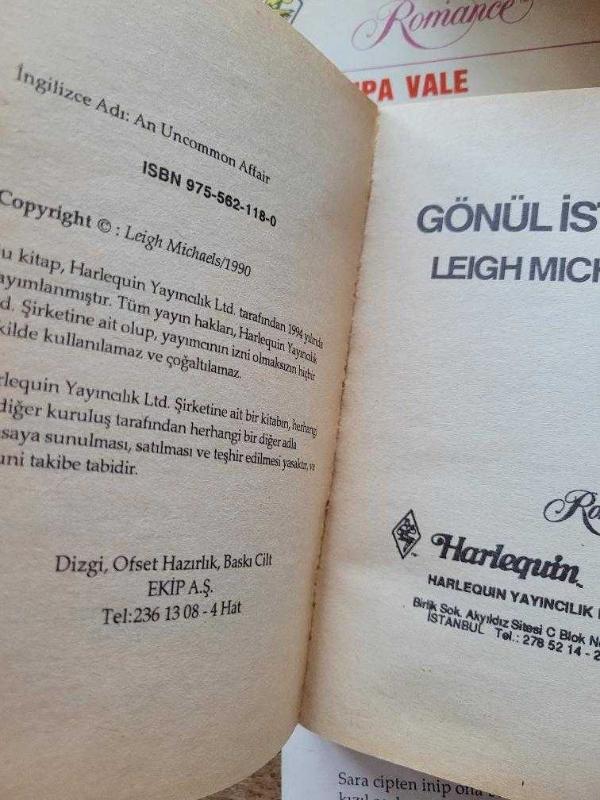 Romance
PA VALE
İngilizce Adı: An Uncommon Affair
ISBN 975-562-118-0
Copyright © : Leigh Michaels/1990
u kitap, Harlequin Yayıncılık Ltd. tarafından 1994 yılında
ayımlanmıştır. Tüm yayın hakları, Harlequin Yayıncılık
d. Şirketine ait olup, yayımcının izni olmaksızın hiçbir
kilde kullanılamaz ve çoğaltılamaz.
rlequin Yayıncılık Ltd. Şirketine ait bir kitabın, herhangi
diğer kuruluş tarafından herhangi bir diğer adla
saya sunulması, satılması ve teşhir edilmesi yasaktır, ve
uni takibe tabidir.
Dizgi, Ofset Hazırlık, Baskı Cilt
EKİP A.Ş.
Tel:236 13 08 - 4 Hat
GÖNÜL İST
LEIGH MICH
Ro
Harlequin
HARLEQUIN YAYINCILIK
Birlik Sok. Akyıldız Sitesi C Blok No
İSTANBUL Tel.: 278 52 14 - 2
Sara cipten inip ona